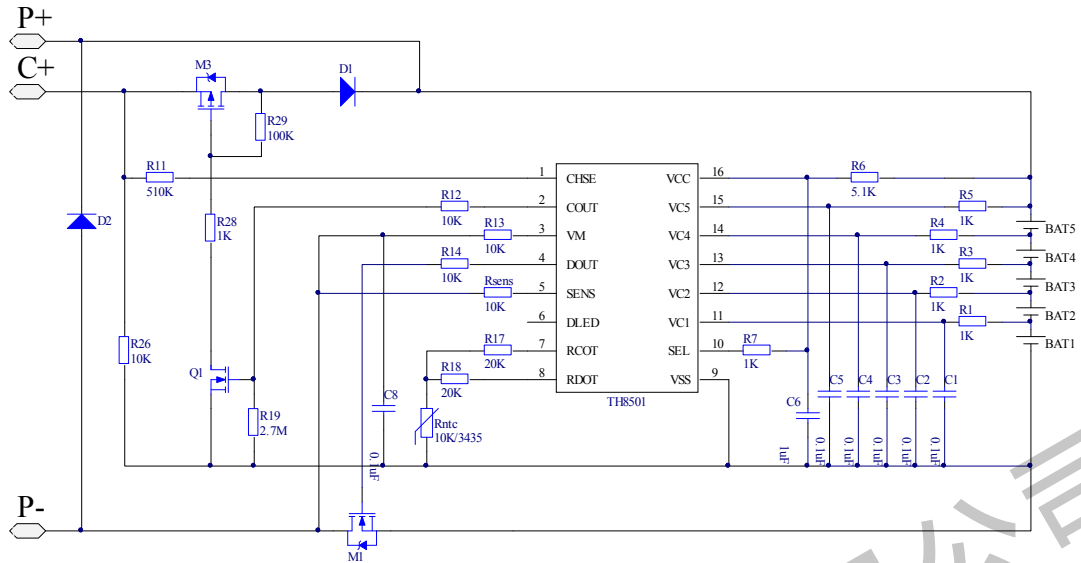 P+
C+
M3
D1
R29
100K
R11
510K
R12
10K
R13
10K
R14
10K
Rsens
10K
R28
1K
D2
R26
10K
Q1
R19
2.7M
C8
0.1uF
R17
20K
R18
20K
Rntc
10K/3435
1 CHSE VCC 16
2 COUT VC5 15
3 VM VC4 14
4 DOUT VC3 13
5 SENS VC2 12
6 DLED VC1 11
7 RCOT SEL 10
8 RDOT VSS 9
TH8501
R6
5.1K
R5
1K
R4
1K
R3
1K
R2
1K
R1
1K
R7
1K
BAT5
BAT4
BAT3
BAT2
BAT1
C6
1uF
C5
0.1uF
C4
0.1uF
C3
0.1uF
C2
0.1uF
C1
0.1uF
P-
M1
公司